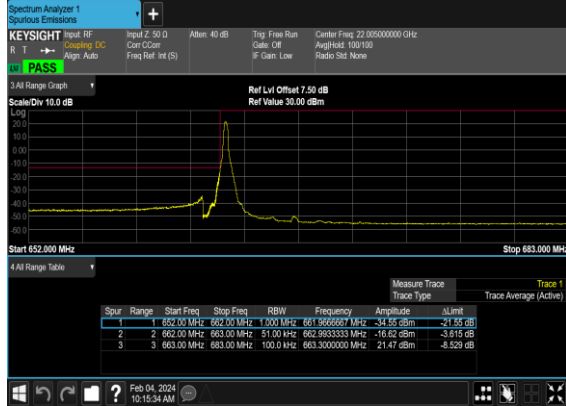 Spectrum Analyzer 1
Spurious Emissions
+
KEYSIGHT Input: RF
R T Coupling: DC
Align: Auto
PASS
Input Z: 50 Ω
Corr CCorr
Freq Ref: Int (S)
Atten: 40 dB
Trig: Free Run
Gate: Off
IF Gain: Low
Center Freq: 22.005000000 GHz
Avg|Hold: 100/100
Radio Std: None
3 All Range Graph
Ref Lvl Offset 7.50 dB
Scale/Div 10.0 dB
Ref Value 30.00 dBm
Log
20.0
10.0
0.00
-10.0
-20.0
-30.0
-40.0
-50.0
-60.0
Start 652.000 MHz
Stop 683.000 MHz
4 All Range Table
Measure Trace Trace 1
Trace Type Trace Average (Active)
Spur Range Start Freq Stop Freq RBW Frequency Amplitude ΔLimit
1 1 652.00 MHz 662.00 MHz 1.000 MHz 661.9666667 MHz -34.55 dBm -21.55 dB
2 2 662.00 MHz 663.00 MHz 51.00 kHz 662.9933333 MHz -16.62 dBm -3.615 dB
3 3 663.00 MHz 683.00 MHz 100.0 kHz 663.3000000 MHz 21.47 dBm -8.529 dB
?
Feb 04, 2024
10:15:34 AM